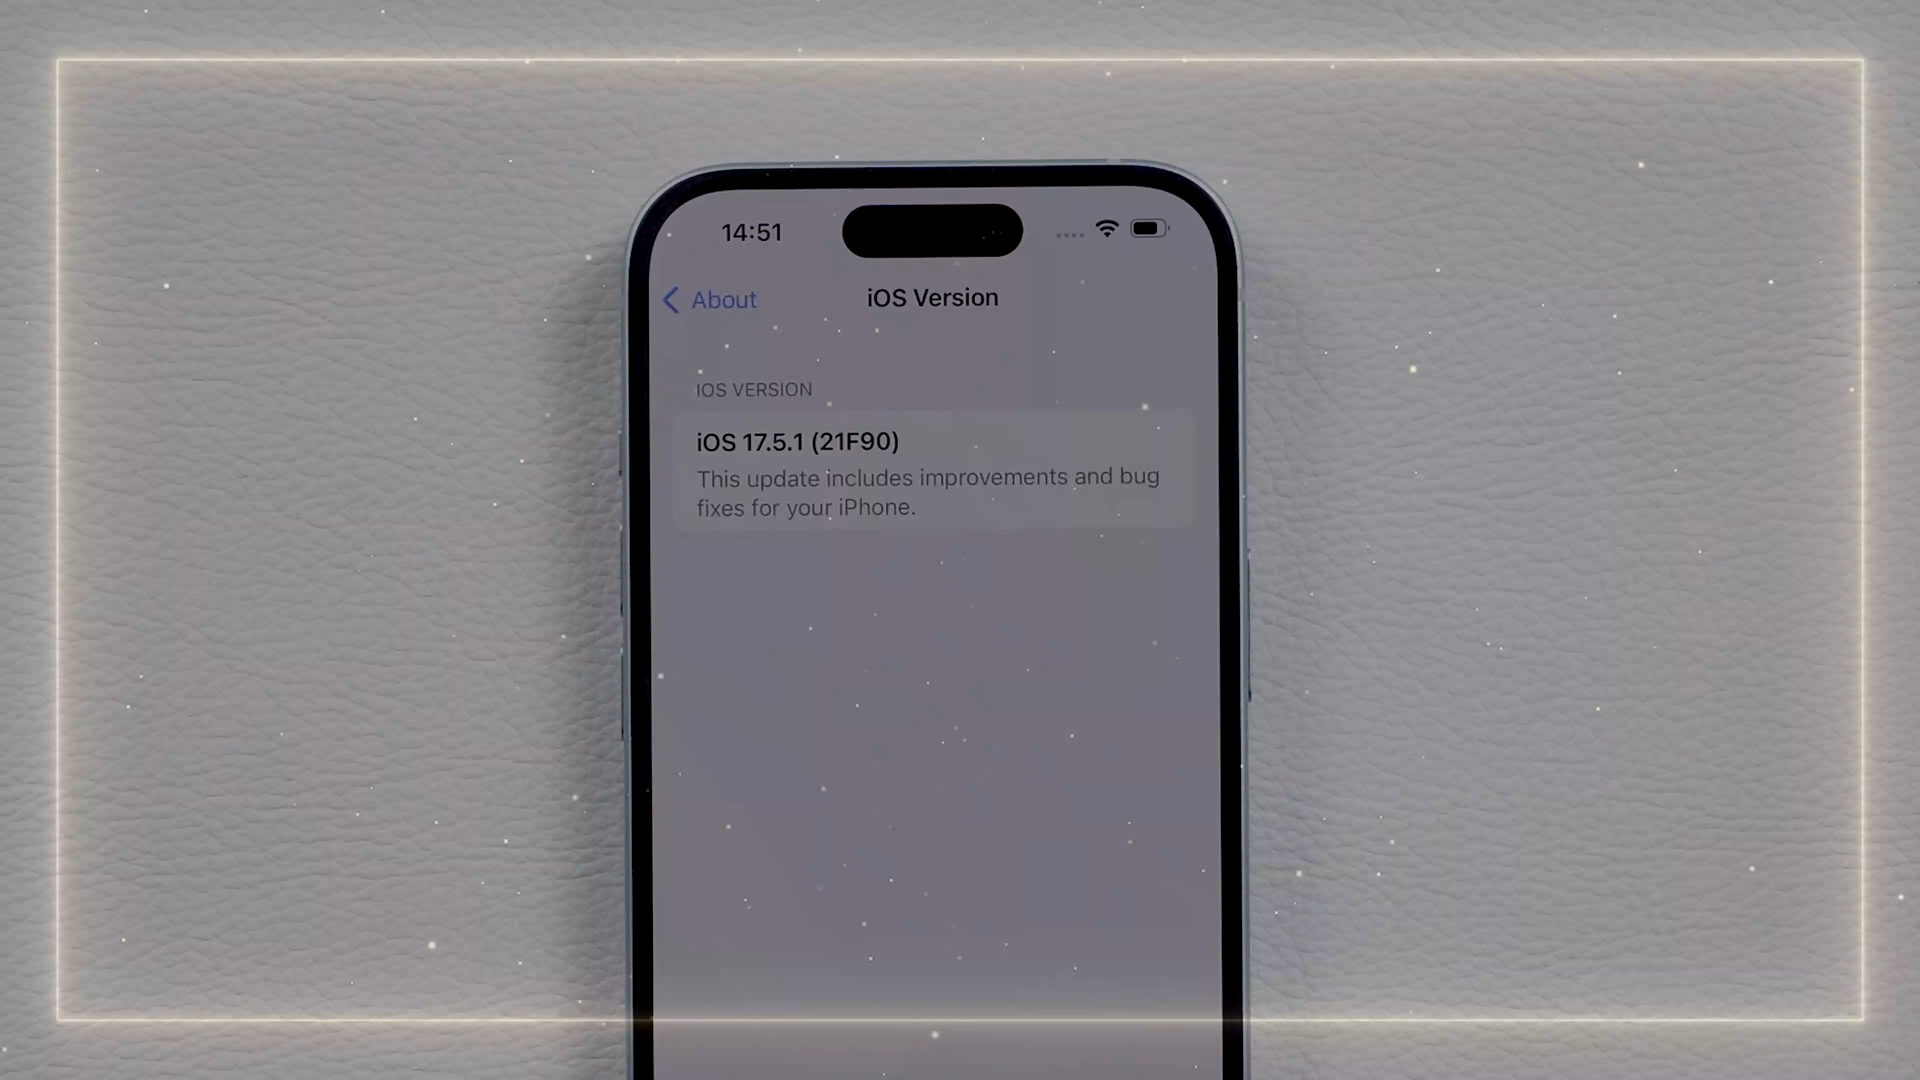 14:51
About
iOS Version
IOS VERSION
iOS 17.5.1 (21F90)
This update includes improvements and bug
fixes for your iPhone.